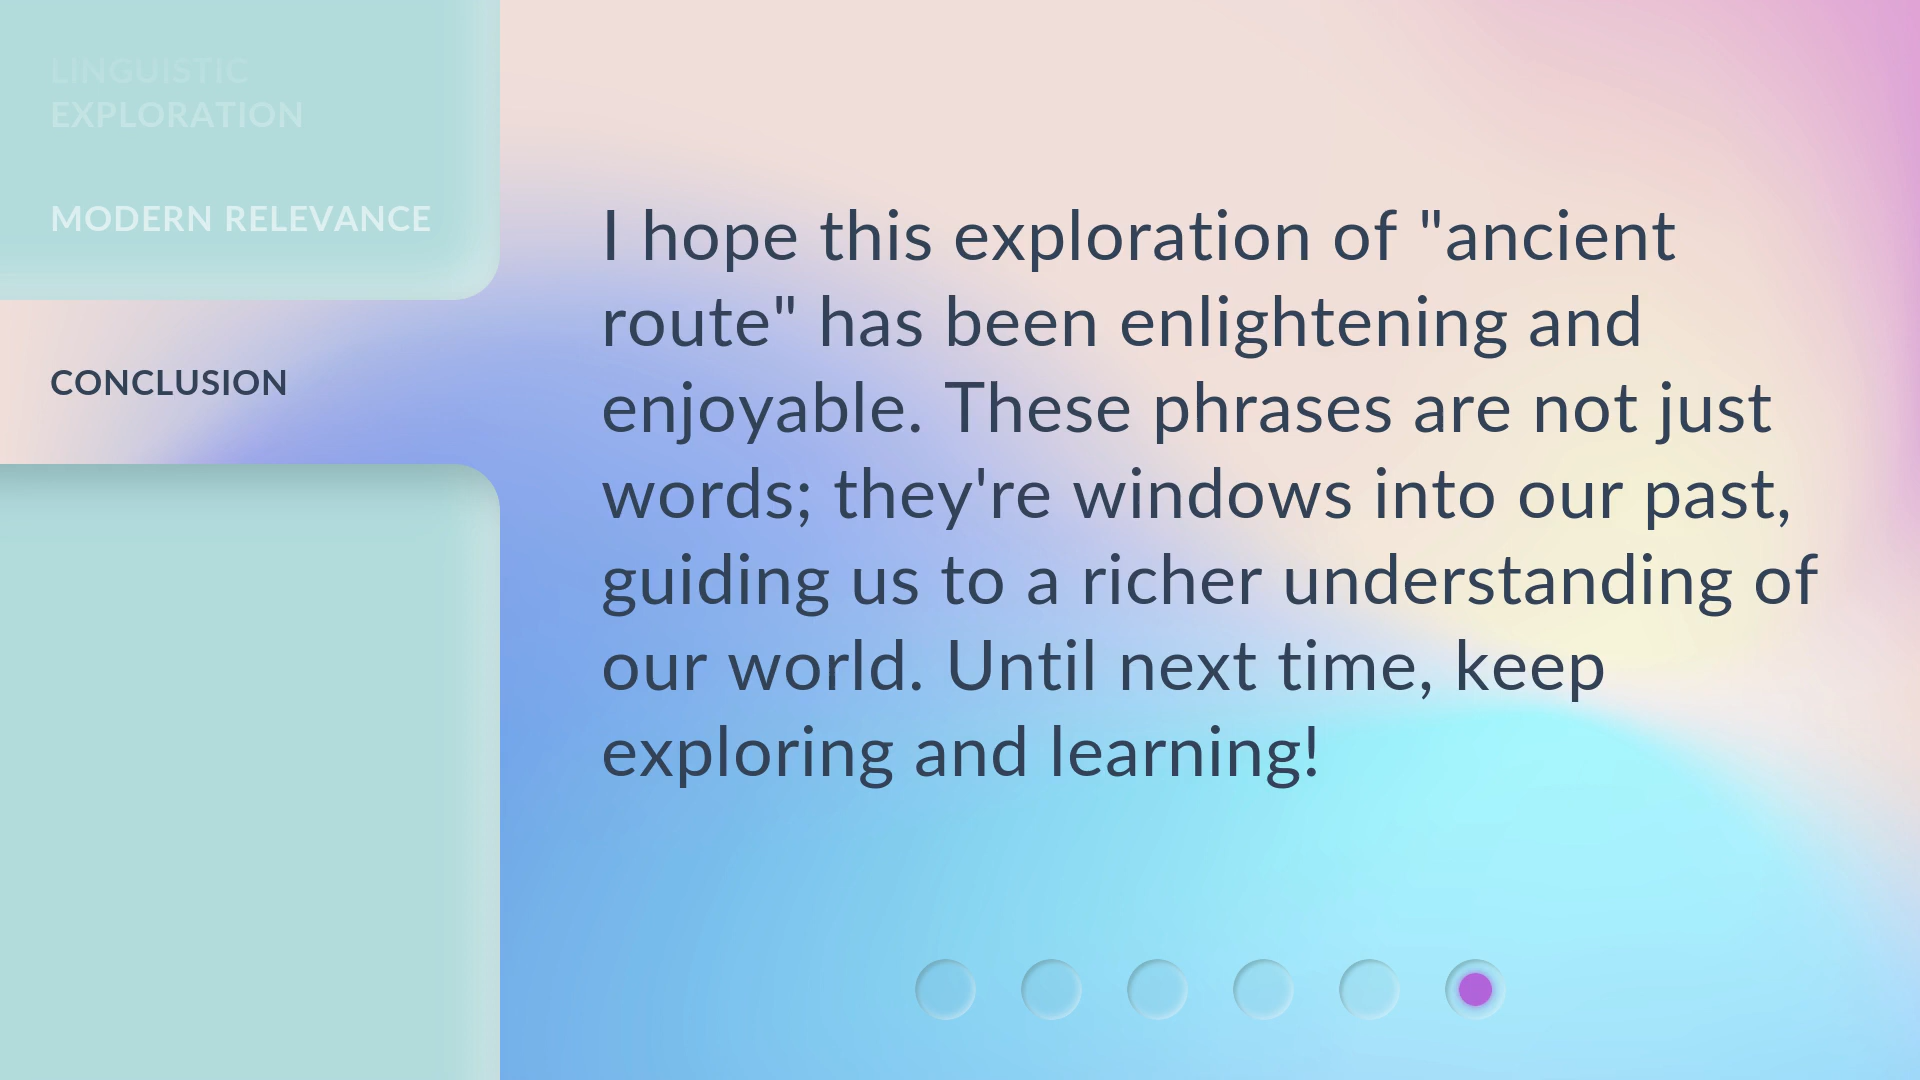 LINGUISTIC
EXPLORATION
MODERN RELEVANCE
CONCLUSION
I hope this exploration of "ancient
route" has been enlightening and
enjoyable. These phrases are not just
words; they're windows into our past,
guiding us to a richer understanding of
our world. Until next time, keep
exploring and learning!